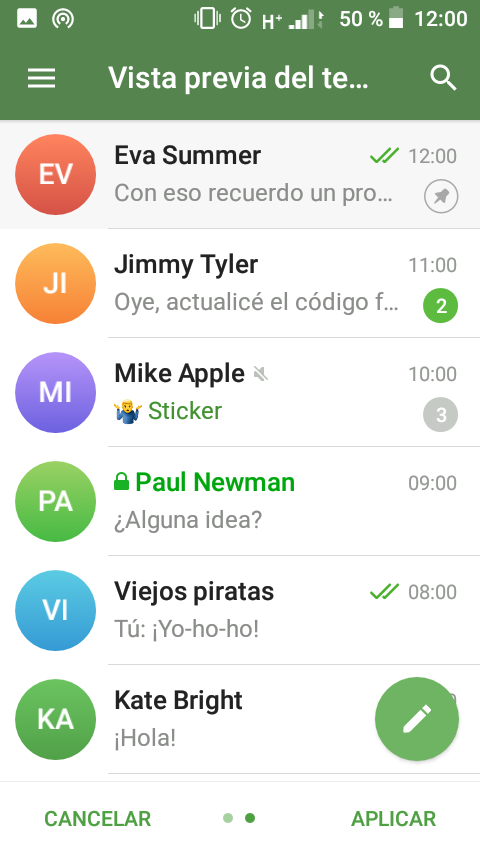 H+ 50 % 12:00
Vista previa del te...
EV Eva Summer 12:00
Con eso recuerdo un pro...
JI Jimmy Tyler 11:00
Oye, actualicé el código f... 2
MI Mike Apple 10:00
Sticker 3
PA Paul Newman 09:00
¿Alguna idea?
VI Viejos piratas 08:00
Tú: ¡Yo-ho-ho!
KA Kate Bright
¡Hola!
CANCELAR APLICAR